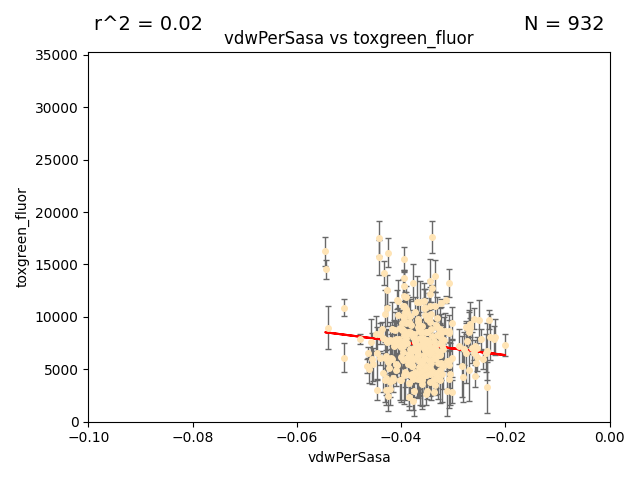 r^2 = 0.02
N = 932
vdwPerSasa vs toxgreen_fluor
35000
30000
25000
20000
15000
10000
5000
0
toxgreen_fluor
−0.10
−0.08
−0.06
−0.04
−0.02
0.00
vdwPerSasa